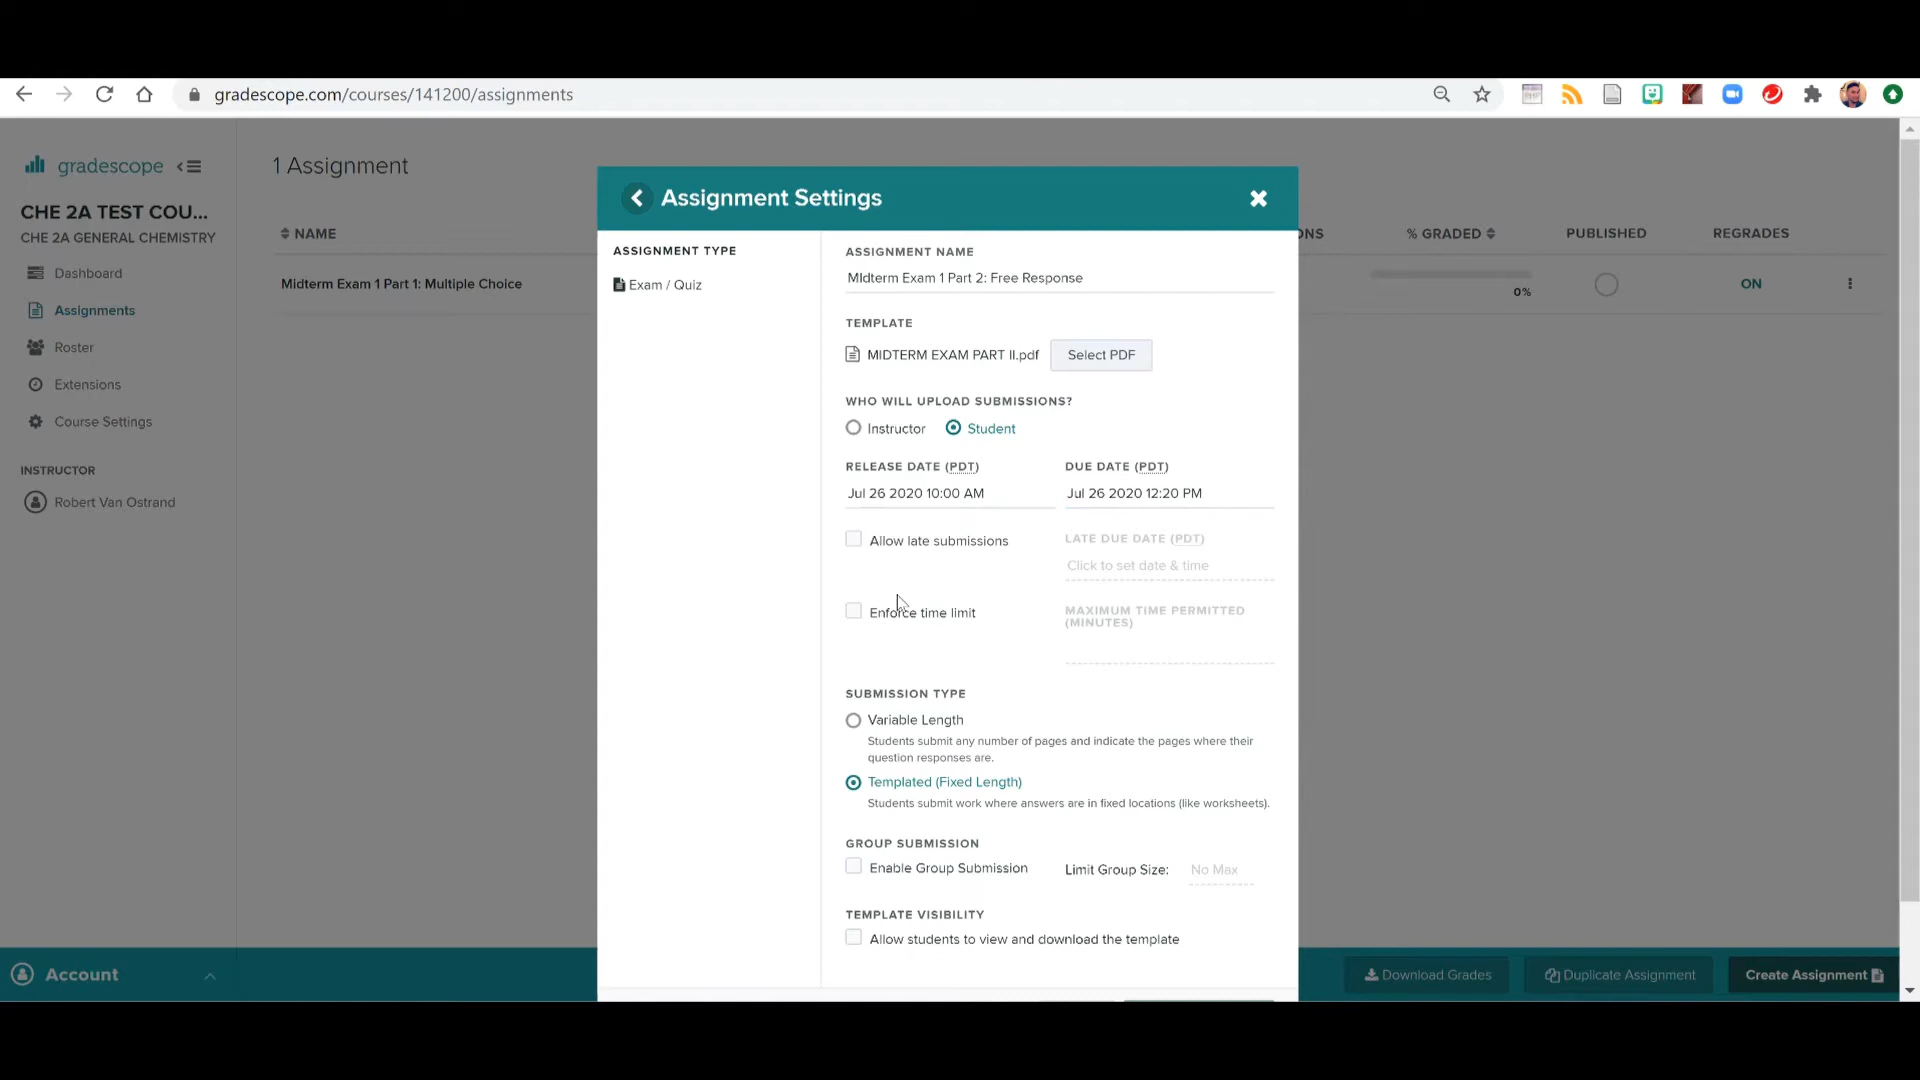 gradescope.com/courses/141200/assignments
gradescope
1 Assignment
CHE 2A TEST COU...
CHE 2A GENERAL CHEMISTRY
Dashboard
Assignments
Roster
Extensions
Course Settings
INSTRUCTOR
Robert Van Ostrand
NAME
ONS
% GRADED
PUBLISHED
REGRADES
Midterm Exam 1 Part 1: Multiple Choice
0%
ON
Assignment Settings
ASSIGNMENT TYPE
Exam / Quiz
ASSIGNMENT NAME
MIdterm Exam 1 Part 2: Free Response
TEMPLATE
MIDTERM EXAM PART II.pdf
Select PDF
WHO WILL UPLOAD SUBMISSIONS?
Instructor
Student
RELEASE DATE (PDT)
DUE DATE (PDT)
Jul 26 2020 10:00 AM
Jul 26 2020 12:20 PM
Allow late submissions
LATE DUE DATE (PDT)
Click to set date & time
Enforce time limit
MAXIMUM TIME PERMITTED
(MINUTES)
SUBMISSION TYPE
Variable Length
Students submit any number of pages and indicate the pages where their
question responses are.
Templated (Fixed Length)
Students submit work where answers are in fixed locations (like worksheets).
GROUP SUBMISSION
Enable Group Submission
Limit Group Size:
No Max
TEMPLATE VISIBILITY
Allow students to view and download the template
Account
Download Grades
Duplicate Assignment
Create Assignment